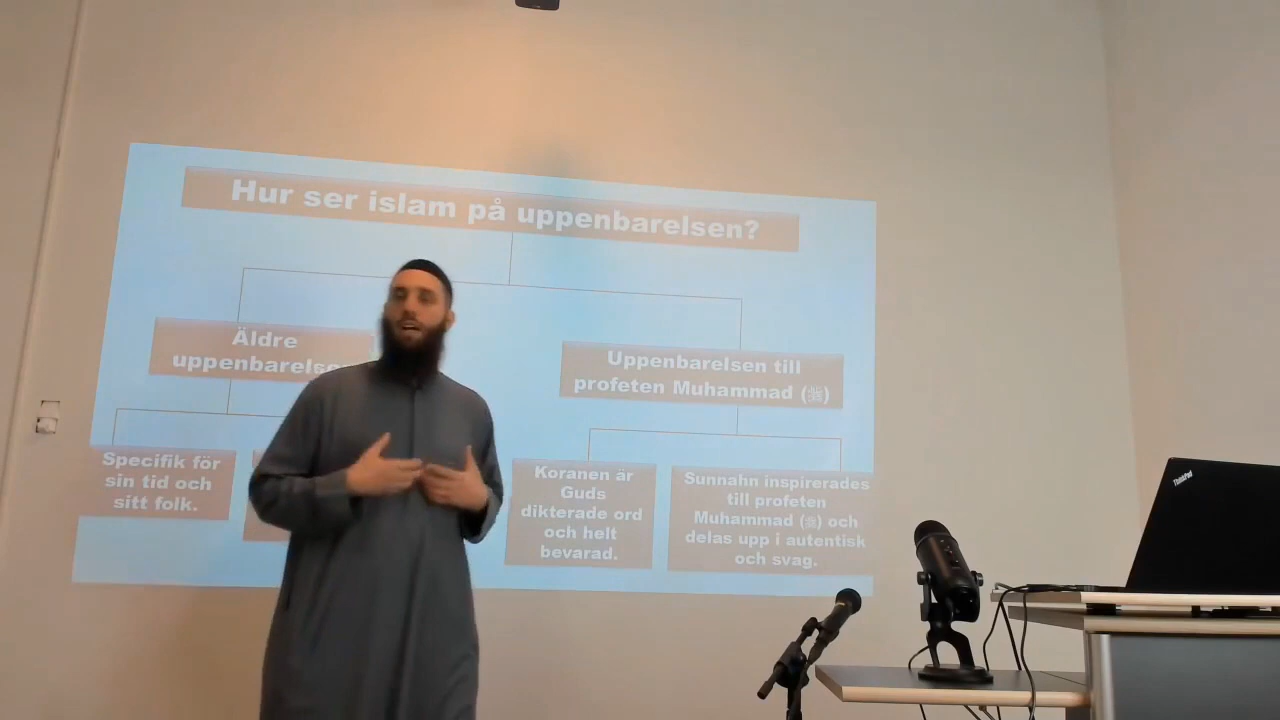 Hur ser islam på uppenbarelsen?
Äldre
Uppenbarelsen till
profeten Muhammad (ﷺ)
Specifik för
sin tid och
sitt folk.
Koranen är
Guds
dikterade ord
och helt
bevarad.
Sunnahn inspirerades
till profeten
Muhammad (ﷺ) och
delas upp i autentisk
och svag.
ThinkPad